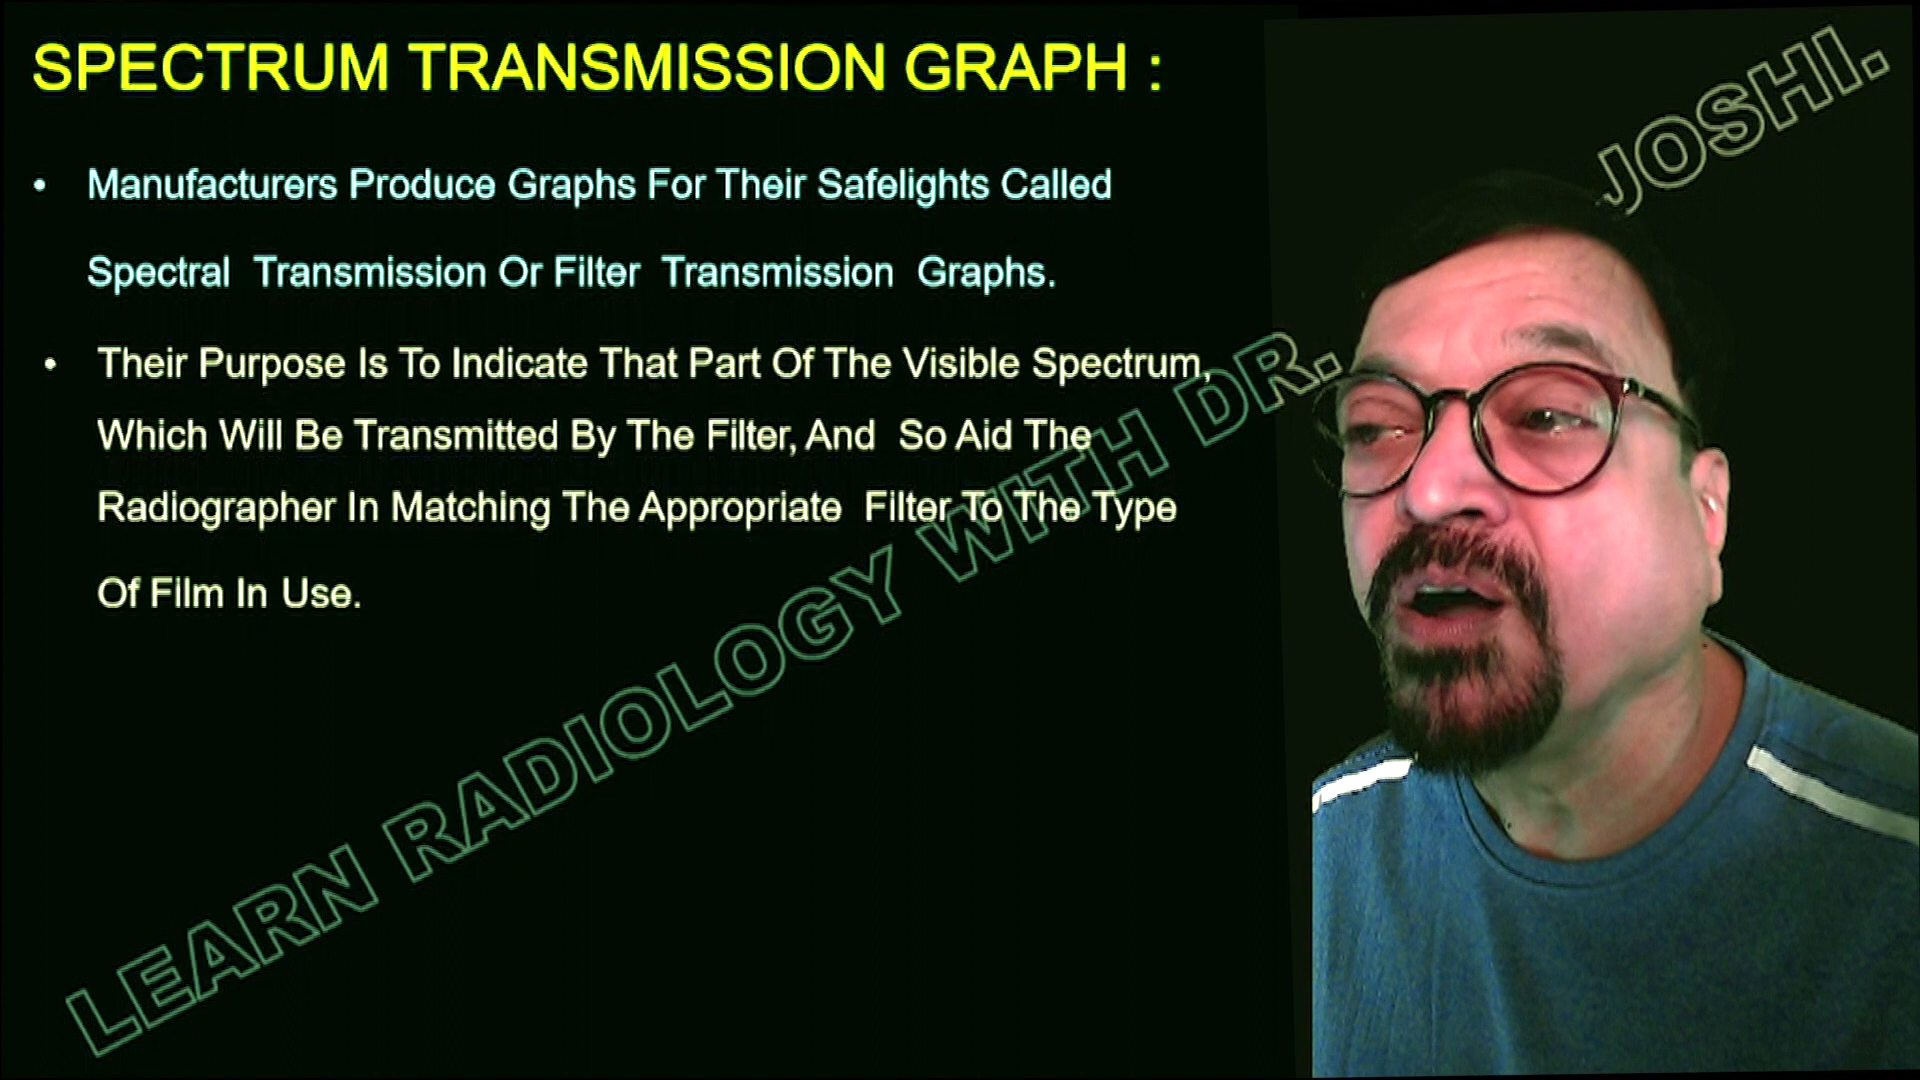 SPECTRUM TRANSMISSION GRAPH :
• Manufacturers Produce Graphs For Their Safelights Called
Spectral Transmission Or Filter Transmission Graphs.
• Their Purpose Is To Indicate That Part Of The Visible Spectrum,
Which Will Be Transmitted By The Filter, And So Aid The
Radiographer In Matching The Appropriate Filter To The Type
Of Film In Use.
LEARN RADIOLOGY WITH DR. JOSHI.